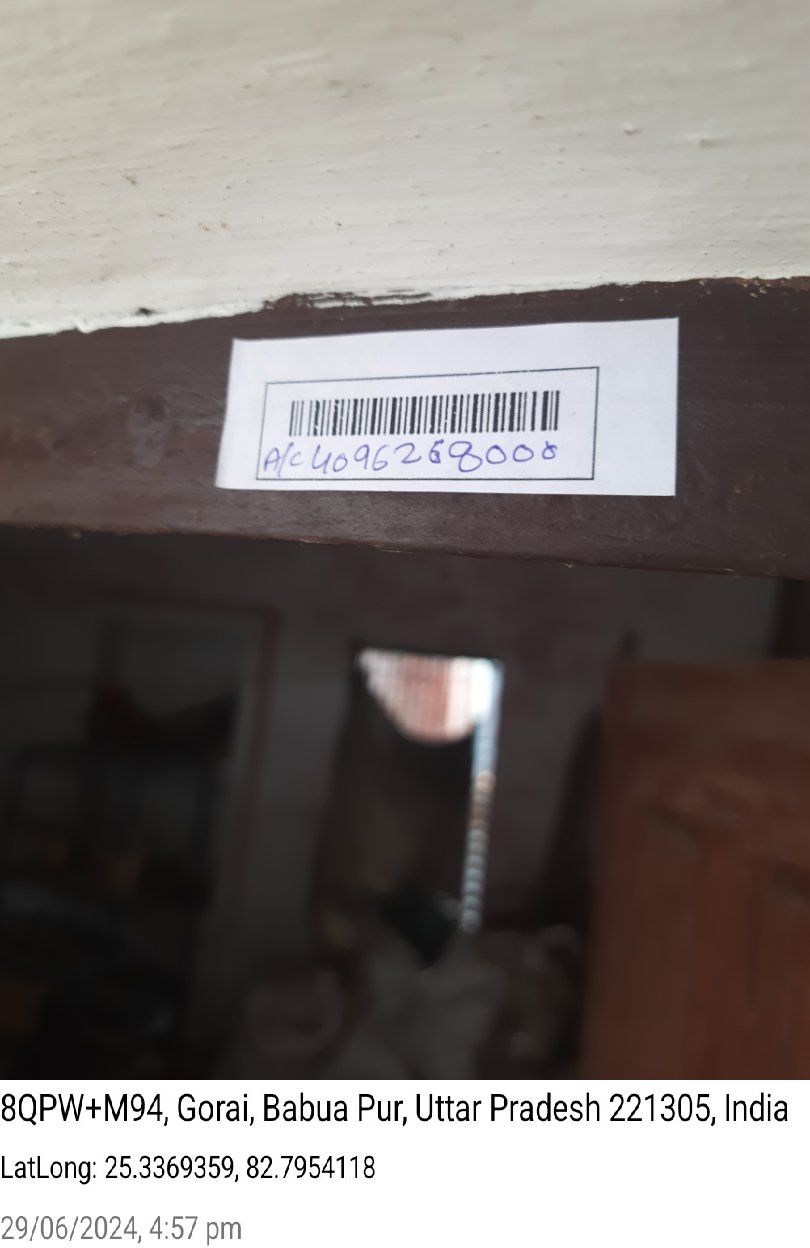 A/c 4096268000
8QPW+M94, Gorai, Babua Pur, Uttar Pradesh 221305, India
LatLong: 25.3369359, 82.7954118
29/06/2024, 4:57 pm